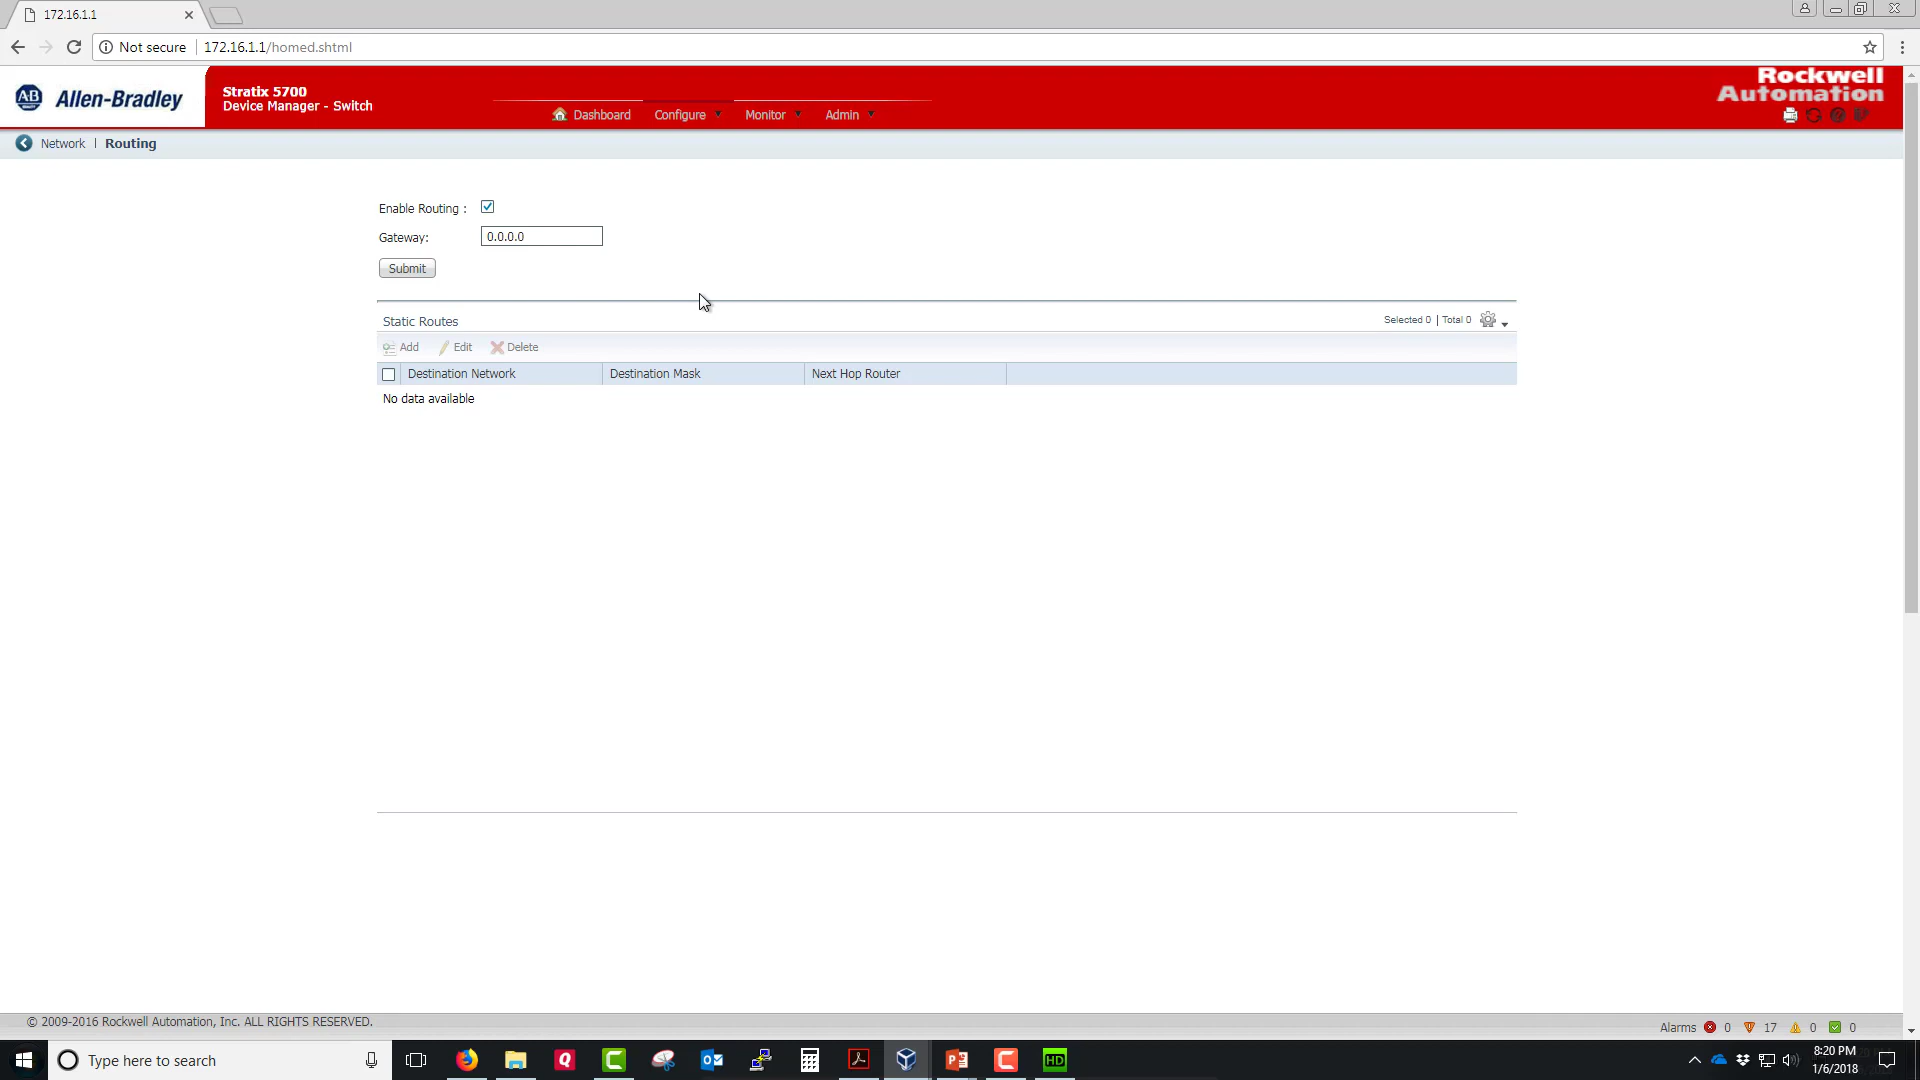 172.16.1.1
Not secure 172.16.1.1/homed.shtml
AB Allen-Bradley
Stratix 5700
Device Manager - Switch
Dashboard Configure Monitor Admin
Rockwell
Automation
Network | Routing
Enable Routing :
Gateway: 0.0.0.0
Submit
Static Routes
Selected 0 | Total 0
Add Edit Delete
Destination Network Destination Mask Next Hop Router
No data available
© 2009-2016 Rockwell Automation, Inc. ALL RIGHTS RESERVED.
Alarms 0 17 0 0
Type here to search
HD
8:20 PM
1/6/2018